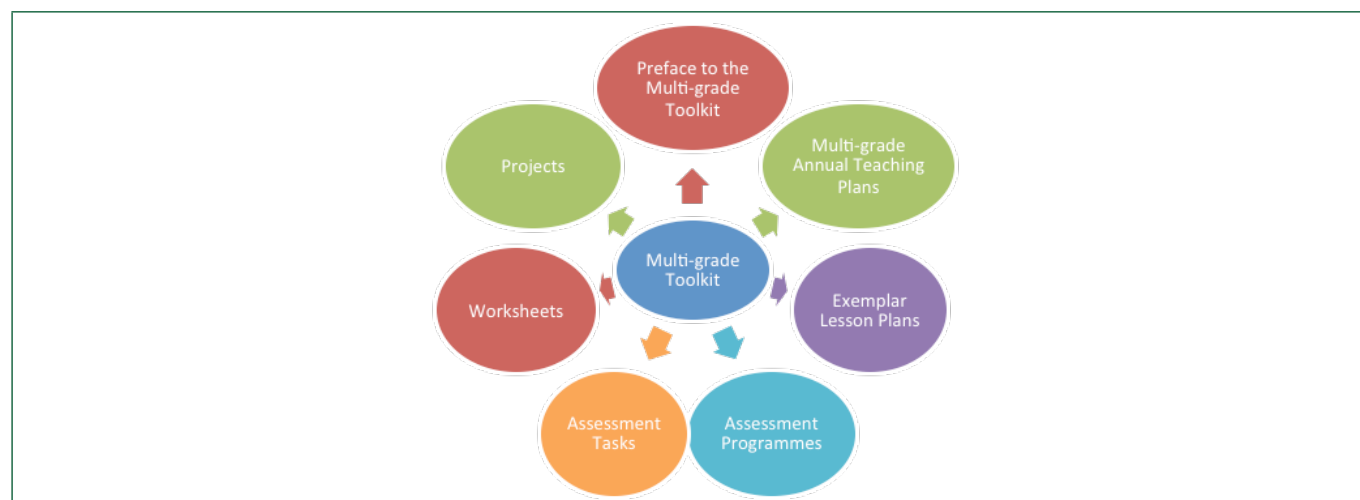 Preface to the
Multi-grade
Toolkit
Projects
Multi-grade
Annual Teaching
Plans
Multi-grade
Toolkit
Worksheets
Exemplar
Lesson Plans
Assessment
Tasks
Assessment
Programmes